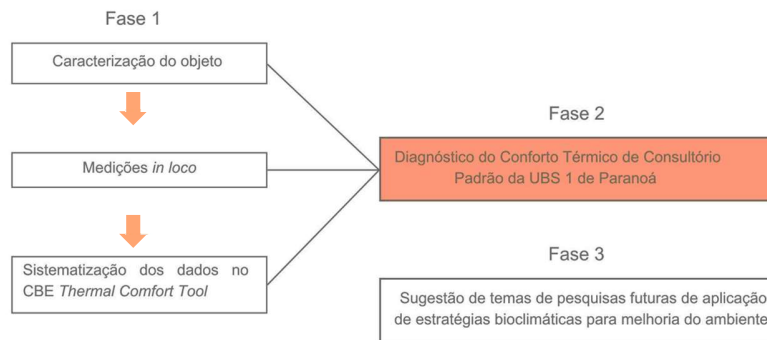 Fase 1
Caracterização do objeto
Medições in loco
Sistematização dos dados no
CBE Thermal Comfort Tool
Fase 2
Diagnóstico do Conforto Térmico de Consultório
Padrão da UBS 1 de Paranoá
Fase 3
Sugestão de temas de pesquisas futuras de aplicação
de estratégias bioclimáticas para melhoria do ambiente